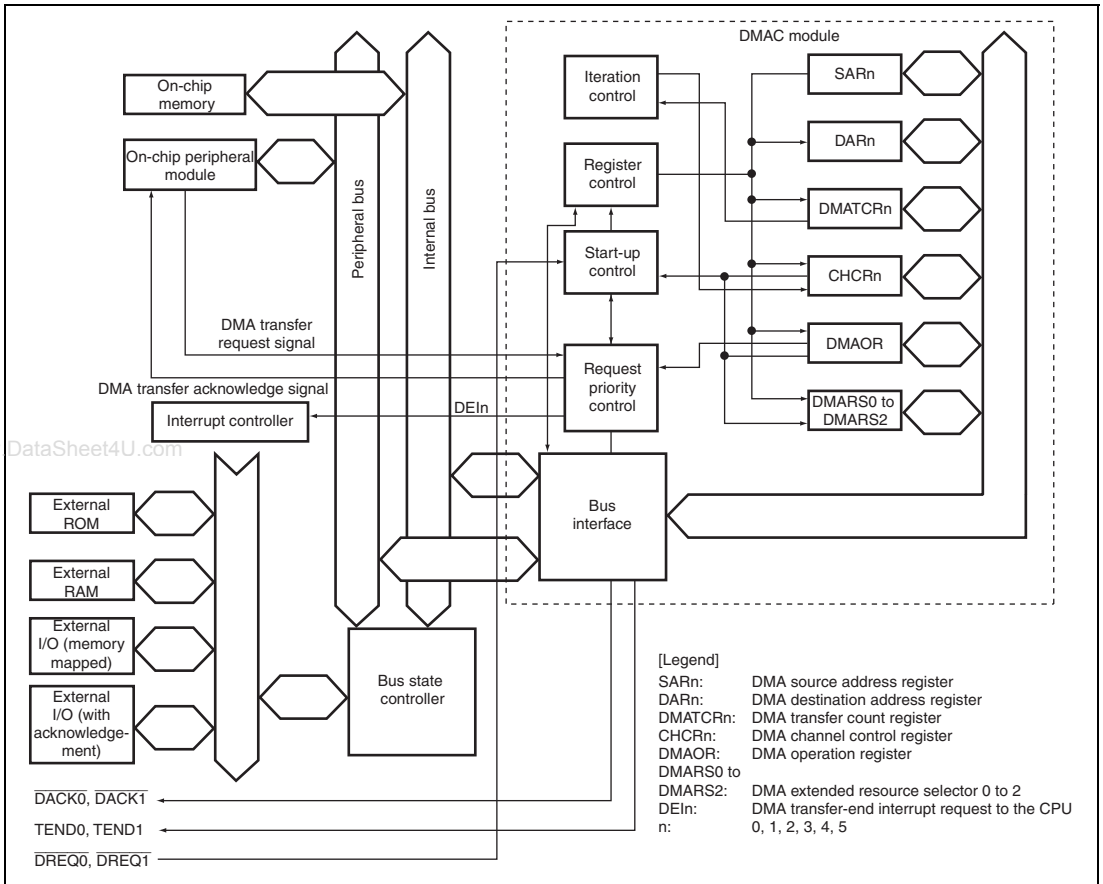 DMAC module
On-chip
memory
Iteration
control
SARn
On-chip peripheral
module
Register
control
DARn
Peripheral bus
Internal bus
DMATCRn
Start-up
control
CHCRn
DMA transfer
request signal
DMAOR
Request
priority
control
DMA transfer acknowledge signal
DEIn
Interrupt controller
DMARS0 to
DMARS2
DataSheet4U.com
External
ROM
Bus
interface
External
RAM
External
I/O (memory
mapped)
External
I/O (with
acknowledge-
ment)
Bus state
controller
[Legend]
SARn: DMA source address register
DARn: DMA destination address register
DMATCRn: DMA transfer count register
CHCRn: DMA channel control register
DMAOR: DMA operation register
DMARS0 to
DMARS2: DMA extended resource selector 0 to 2
DEIn: DMA transfer-end interrupt request to the CPU
n: 0, 1, 2, 3, 4, 5
DACK0, DACK1
TEND0, TEND1
DREQ0, DREQ1